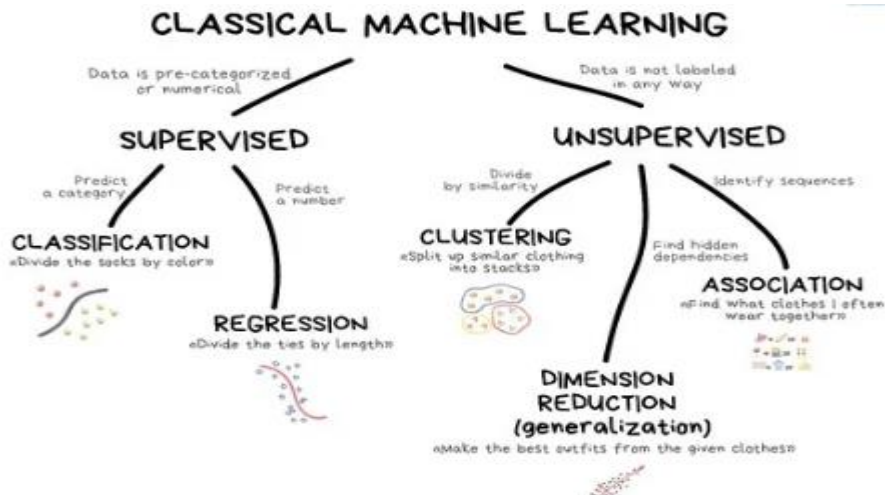 CLASSICAL MACHINE LEARNING
Data is pre-categorized
or numerical
Data is not labeled
in any way
SUPERVISED
UNSUPERVISED
Predict
a category
Predict
a number
Divide
by similarity
Identify sequences
Find hidden
dependencies
CLASSIFICATION
«Divide the socks by color»
REGRESSION
«Divide the ties by length»
CLUSTERING
«Split up similar clothing
into stacks»
ASSOCIATION
«Find what clothes I often
wear together»
DIMENSION
REDUCTION
(generalization)
«Make the best outfits from the given clothes»